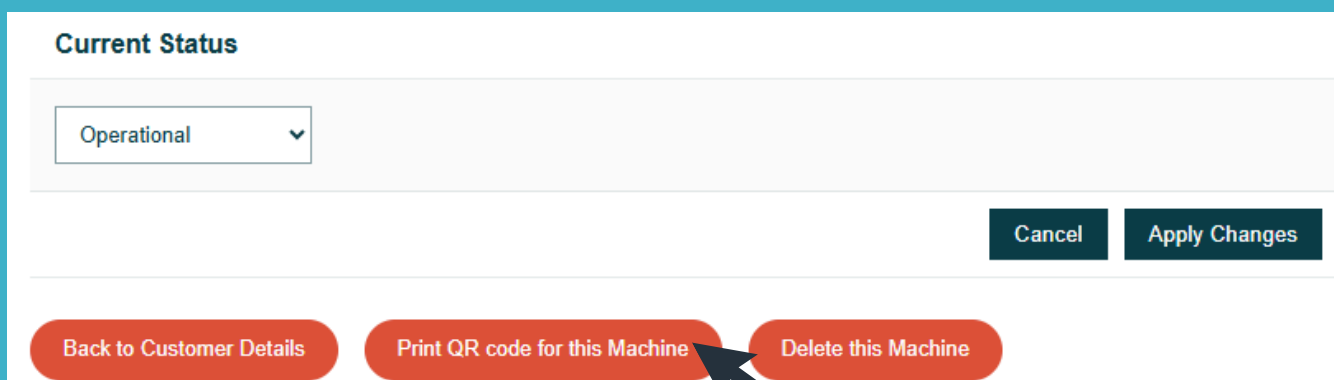 Current Status
Operational
Cancel Apply Changes
Back to Customer Details Print QR code for this Machine Delete this Machine